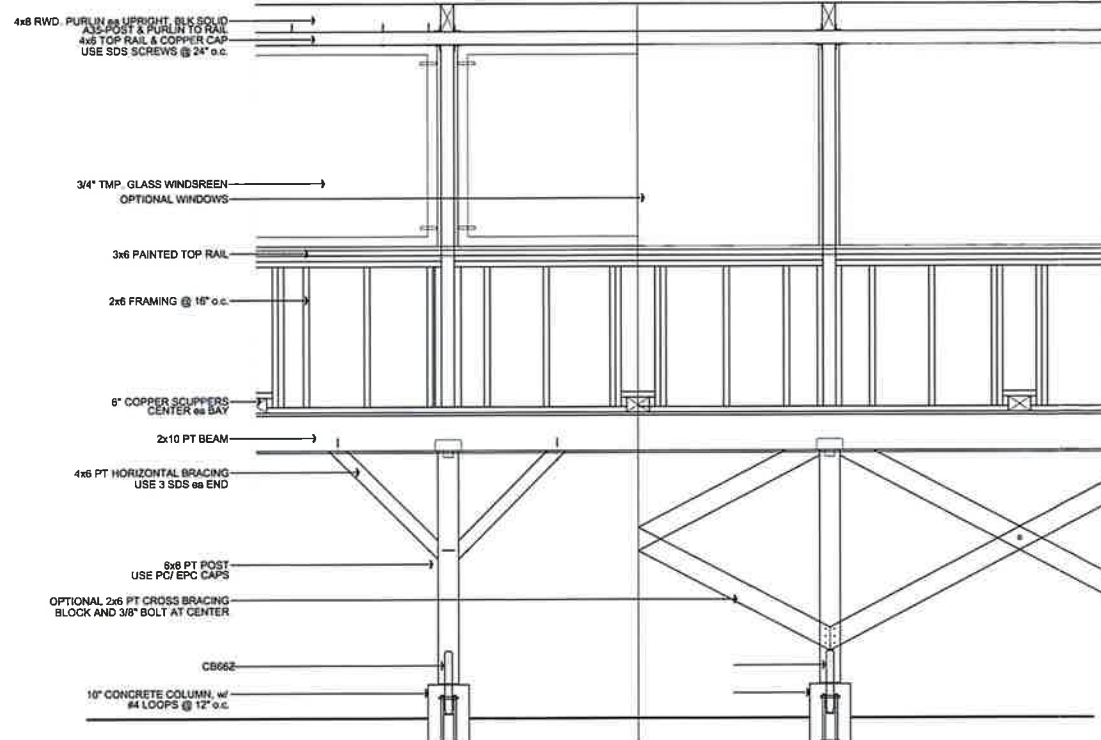 4x8 RWD. PURLIN ea UPRIGHT, BLK SOLID
A35-POST & PURLIN TO RAIL
4x6 TOP RAIL & COPPER CAP
USE SDS SCREWS @ 24" o.c.
3/4" TMP. GLASS WINDSREEN
OPTIONAL WINDOWS
3x6 PAINTED TOP RAIL
2x6 FRAMING @ 16" o.c.
6" COPPER SCUPPERS
CENTER ea BAY
2x10 PT BEAM
4x6 PT HORIZONTAL BRACING
USE 3 SDS ea END
6x6 PT POST
USE PC/ EPC CAPS
OPTIONAL 2x6 PT CROSS BRACING
BLOCK AND 3/8" BOLT AT CENTER
CB66Z
10" CONCRETE COLUMN, w/
#4 LOOPS @ 12" o.c.